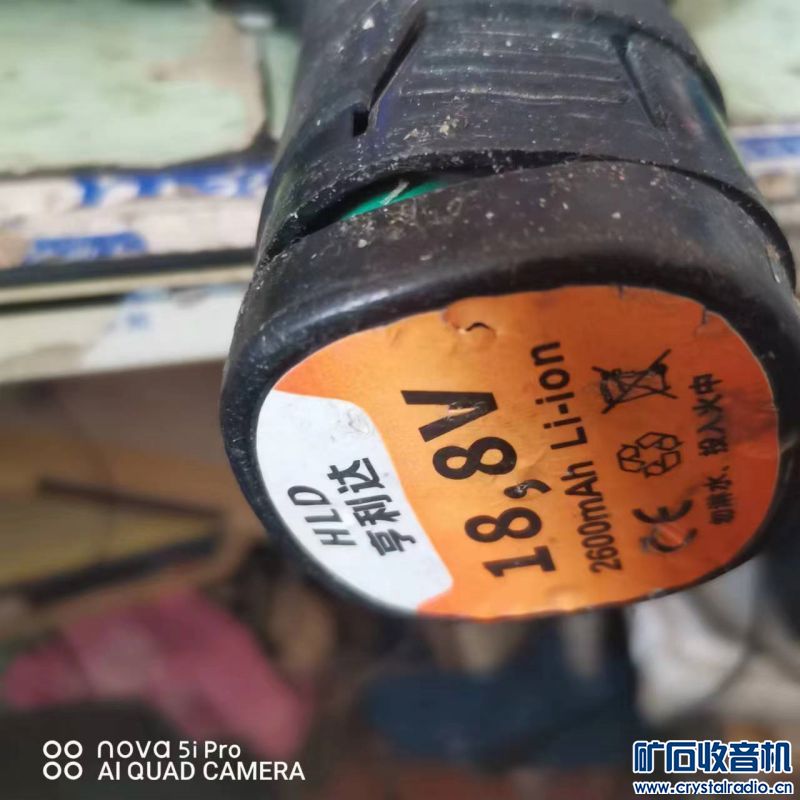 HLD
亨利达
18,8V
2600mAh Li-ion
CE
勿淋水、投入火中
nova 5i Pro
AI QUAD CAMERA
矿石收音机
www.crystalradio.cn